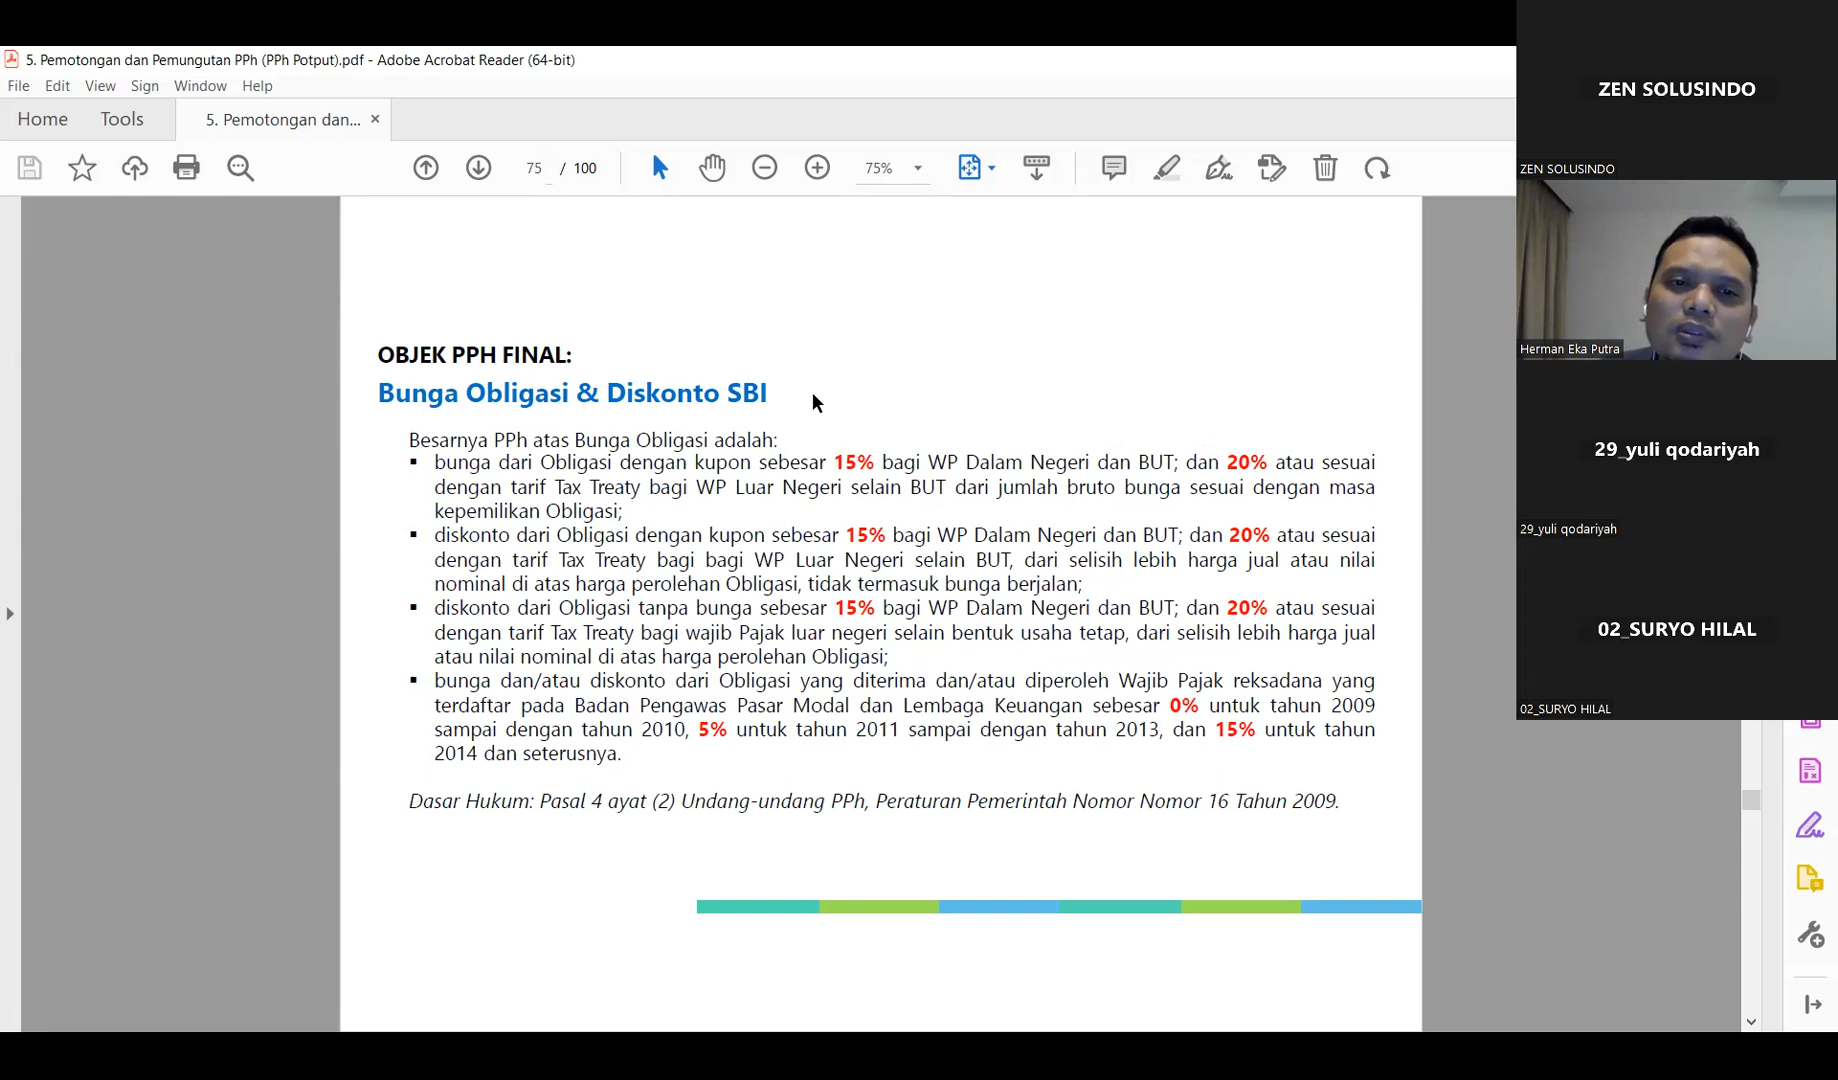 5. Pemotongan dan Pemungutan PPh (PPh Potput).pdf - Adobe Acrobat Reader (64-bit)
File Edit View Sign Window Help
Home Tools 5. Pemotongan dan... ×
75 / 100 75%
OBJEK PPH FINAL:
Bunga Obligasi & Diskonto SBI
Besarnya PPh atas Bunga Obligasi adalah:
▪ bunga dari Obligasi dengan kupon sebesar 15% bagi WP Dalam Negeri dan BUT; dan 20% atau sesuai
dengan tarif Tax Treaty bagi WP Luar Negeri selain BUT dari jumlah bruto bunga sesuai dengan masa
kepemilikan Obligasi;
▪ diskonto dari Obligasi dengan kupon sebesar 15% bagi WP Dalam Negeri dan BUT; dan 20% atau sesuai
dengan tarif Tax Treaty bagi bagi WP Luar Negeri selain BUT, dari selisih lebih harga jual atau nilai
nominal di atas harga perolehan Obligasi, tidak termasuk bunga berjalan;
▪ diskonto dari Obligasi tanpa bunga sebesar 15% bagi WP Dalam Negeri dan BUT; dan 20% atau sesuai
dengan tarif Tax Treaty bagi wajib Pajak luar negeri selain bentuk usaha tetap, dari selisih lebih harga jual
atau nilai nominal di atas harga perolehan Obligasi;
▪ bunga dan/atau diskonto dari Obligasi yang diterima dan/atau diperoleh Wajib Pajak reksadana yang
terdaftar pada Badan Pengawas Pasar Modal dan Lembaga Keuangan sebesar 0% untuk tahun 2009
sampai dengan tahun 2010, 5% untuk tahun 2011 sampai dengan tahun 2013, dan 15% untuk tahun
2014 dan seterusnya.
Dasar Hukum: Pasal 4 ayat (2) Undang-undang PPh, Peraturan Pemerintah Nomor Nomor 16 Tahun 2009.
ZEN SOLUSINDO
ZEN SOLUSINDO
Herman Eka Putra
29_yuli qodariyah
29_yuli qodariyah
02_SURYO HILAL
02_SURYO HILAL